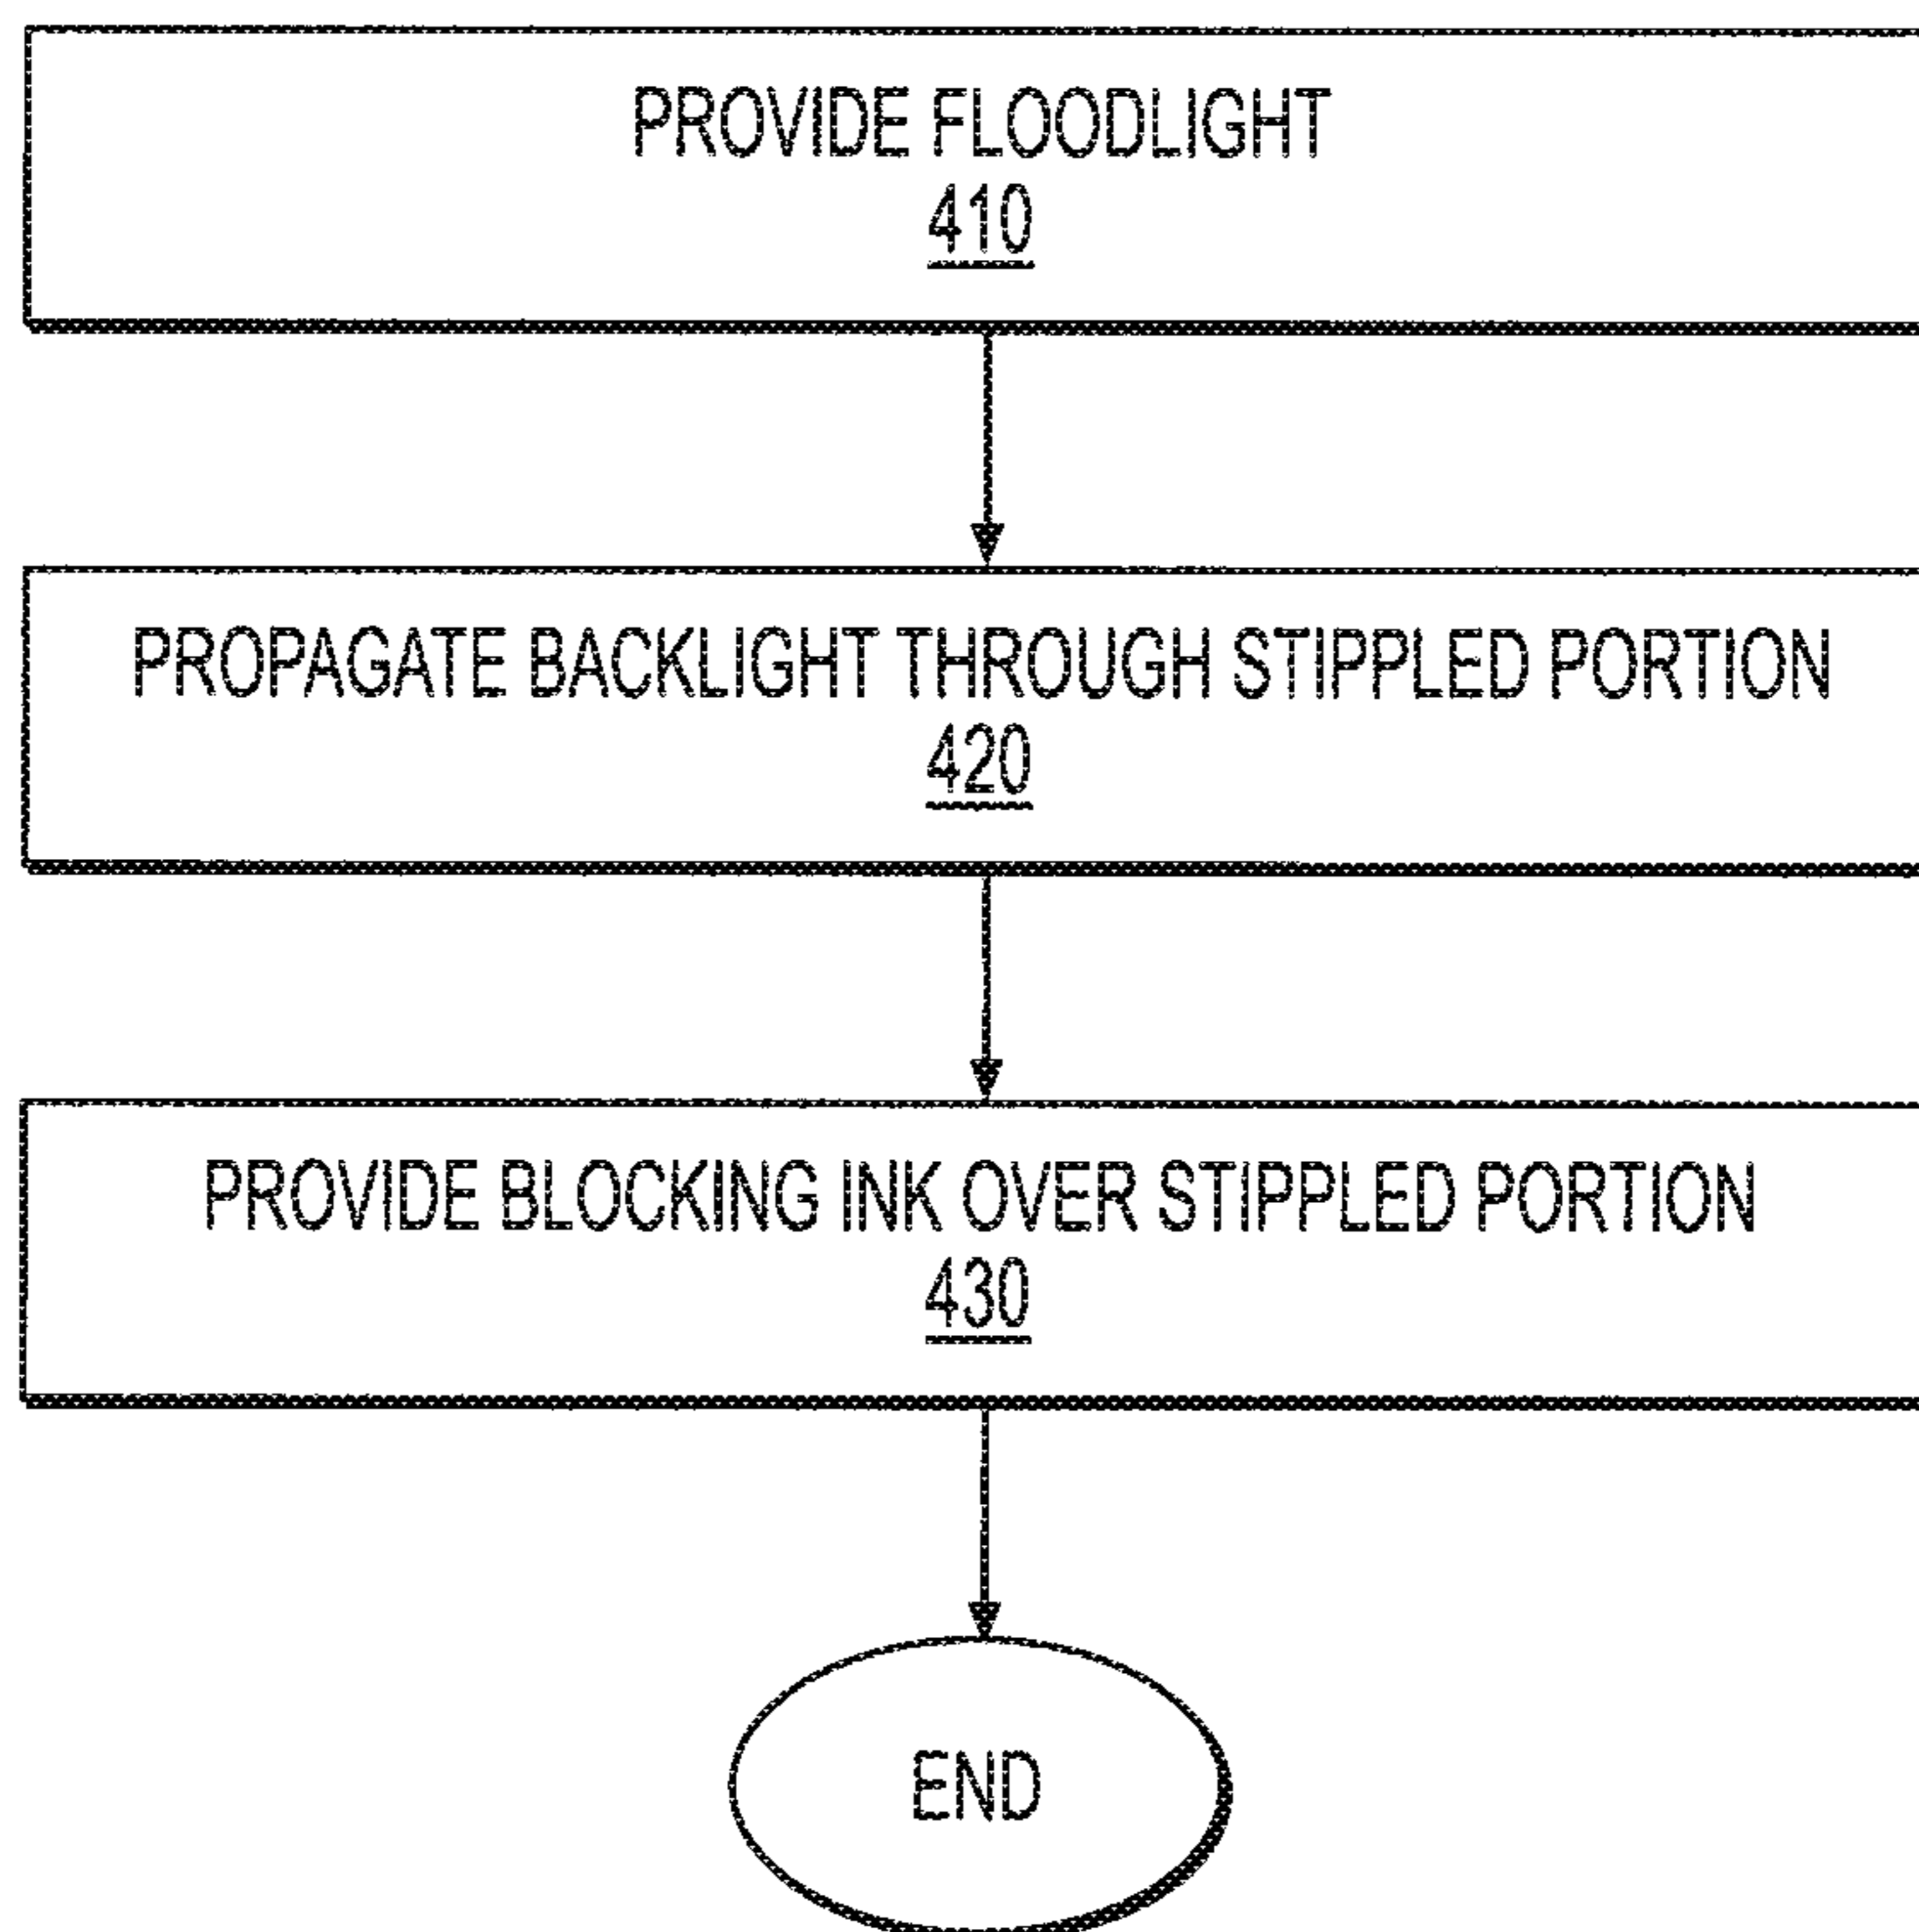 PROVIDE FLOODLIGHT
410
PROPAGATE BACKLIGHT THROUGH STIPPLED PORTION
420
PROVIDE BLOCKING INK OVER STIPPLED PORTION
430
END